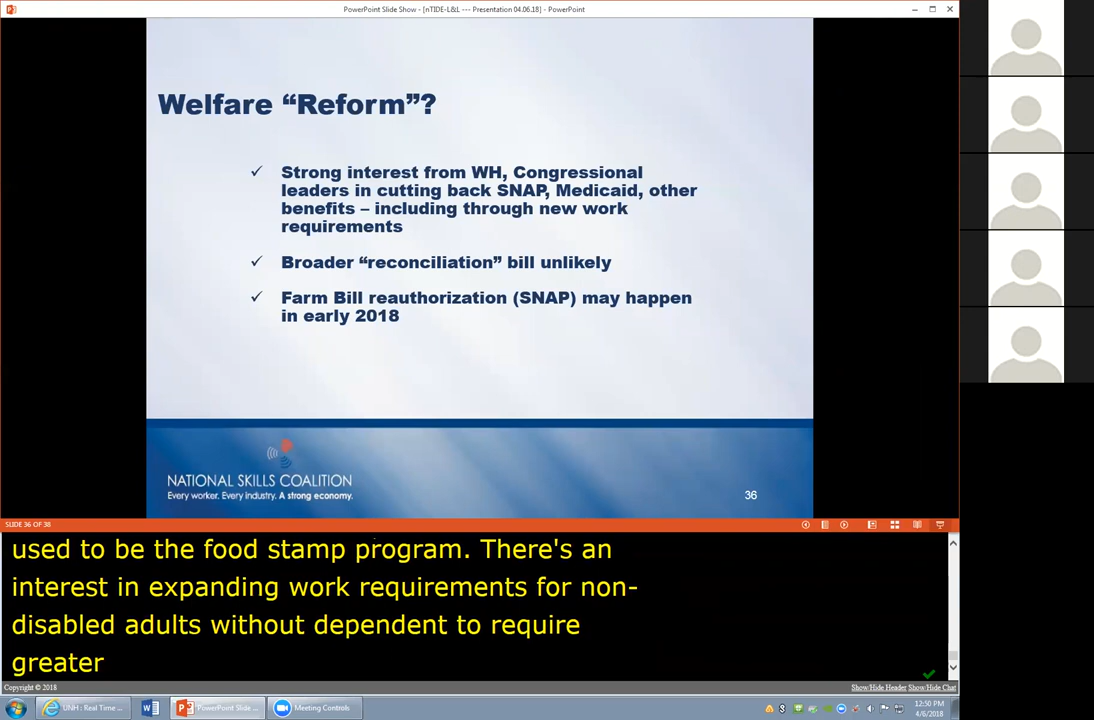 PowerPoint Slide Show - [nTIDE-L&L --- Presentation 04.06.18] - PowerPoint
Welfare “Reform”?
✓ Strong interest from WH, Congressional
leaders in cutting back SNAP, Medicaid, other
benefits – including through new work
requirements
✓ Broader “reconciliation” bill unlikely
✓ Farm Bill reauthorization (SNAP) may happen
in early 2018
NATIONAL SKILLS COALITION
Every worker. Every industry. A strong economy.
36
SLIDE 36 OF 38
used to be the food stamp program. There's an
interest in expanding work requirements for non-
disabled adults without dependent to require
greater
Copyright © 2018
Show/Hide Header Show/Hide Chat
UNH : Real Time ...
PowerPoint Slide ...
Meeting Controls
12:50 PM
4/6/2018